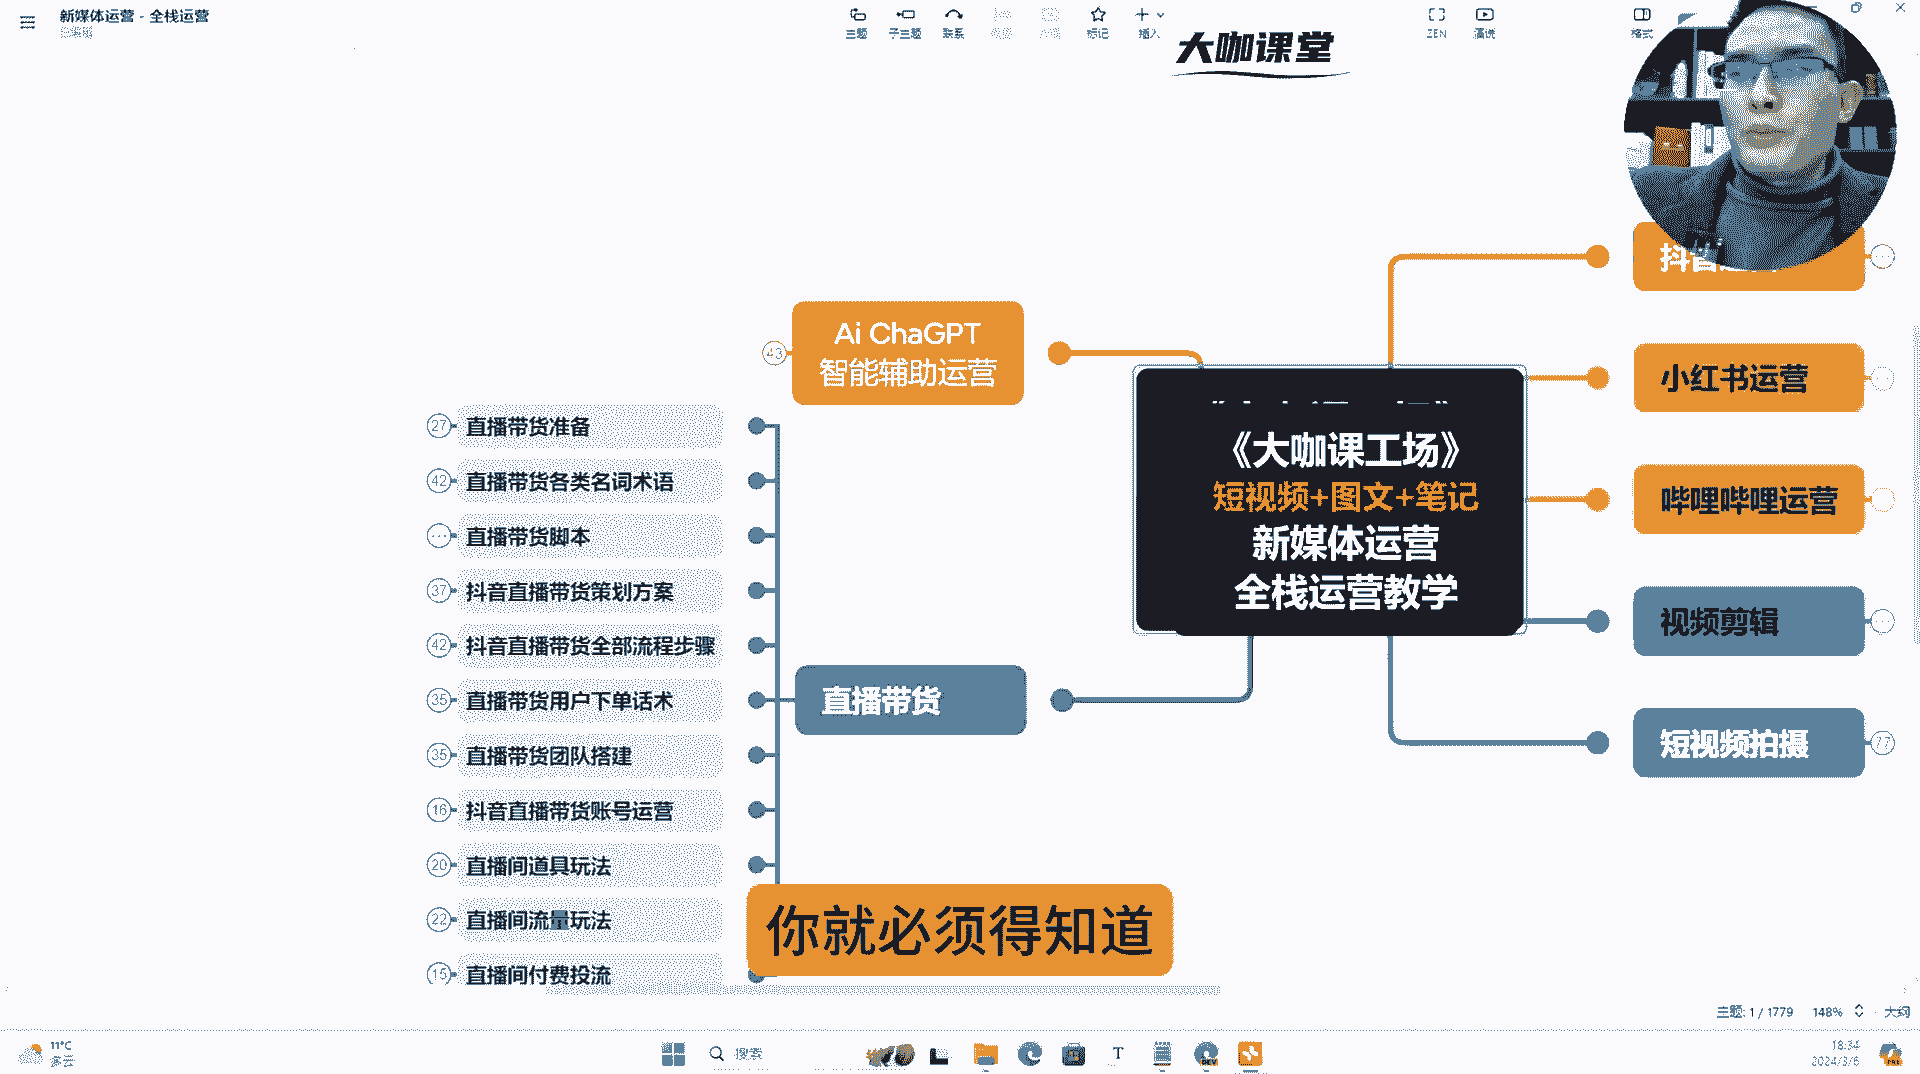 新媒体运营 - 全栈运营
主题
子主题
联系
标记
插入
ZEN
演说
格式
大咖课堂
Ai ChaGPT
智能辅助运营
43
27
直播带货准备
42
直播带货各类名词术语
直播带货脚本
37
抖音直播带货策划方案
42
抖音直播带货全部流程步骤
35
直播带货用户下单话术
35
直播带货团队搭建
16
抖音直播带货账号运营
20
直播间道具玩法
22
直播间流量玩法
15
直播间付费投流
直播带货
《大咖课工场》
短视频+图文+笔记
新媒体运营
全栈运营教学
小红书运营
哔哩哔哩运营
视频剪辑
短视频拍摄
77
你就必须得知道
主题: 1 / 1779
148%
大纲
11°C
多云
搜索
18:34
2024/3/6